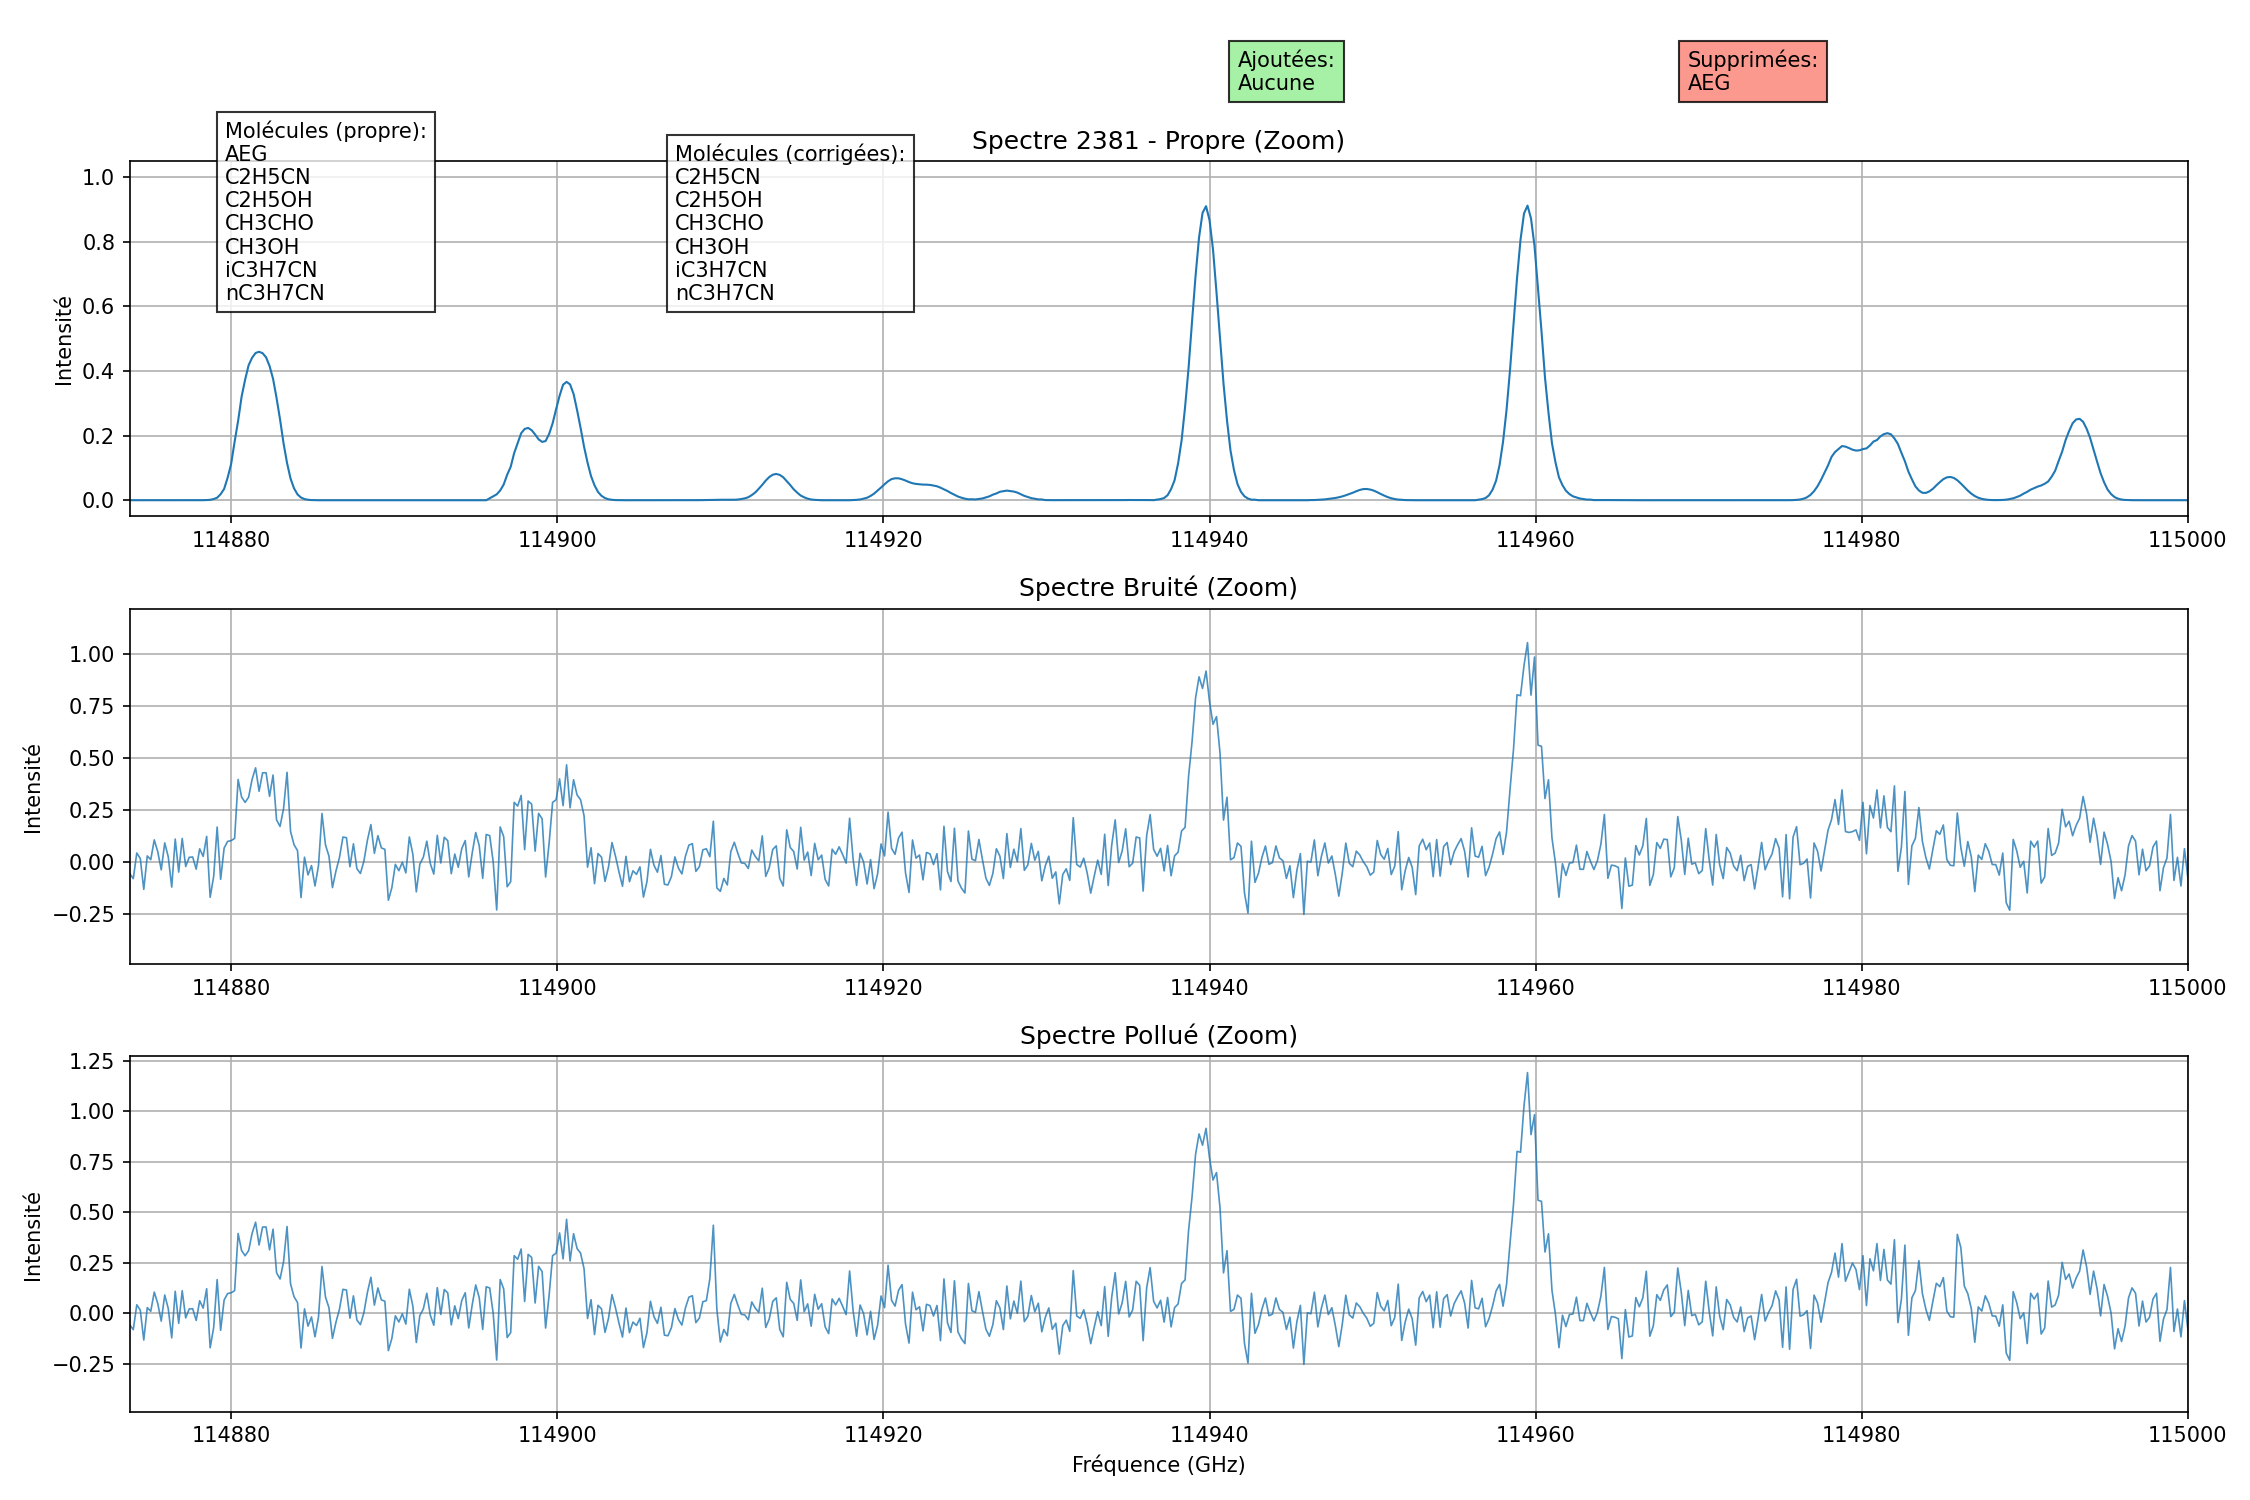 Ajoutées:
Aucune
Supprimées:
AEG
Molécules (propre):
AEG
C2H5CN
C2H5OH
CH3CHO
CH3OH
iC3H7CN
nC3H7CN
Molécules (corrigées):
C2H5CN
C2H5OH
CH3CHO
CH3OH
iC3H7CN
nC3H7CN
Spectre 2381 - Propre (Zoom)
Intensité
1.0
0.8
0.6
0.4
0.2
0.0
114880 114900 114920 114940 114960 114980 115000
Spectre Bruité (Zoom)
Intensité
1.00
0.75
0.50
0.25
0.00
−0.25
114880 114900 114920 114940 114960 114980 115000
Spectre Pollué (Zoom)
Intensité
1.25
1.00
0.75
0.50
0.25
0.00
−0.25
114880 114900 114920 114940 114960 114980 115000
Fréquence (GHz)